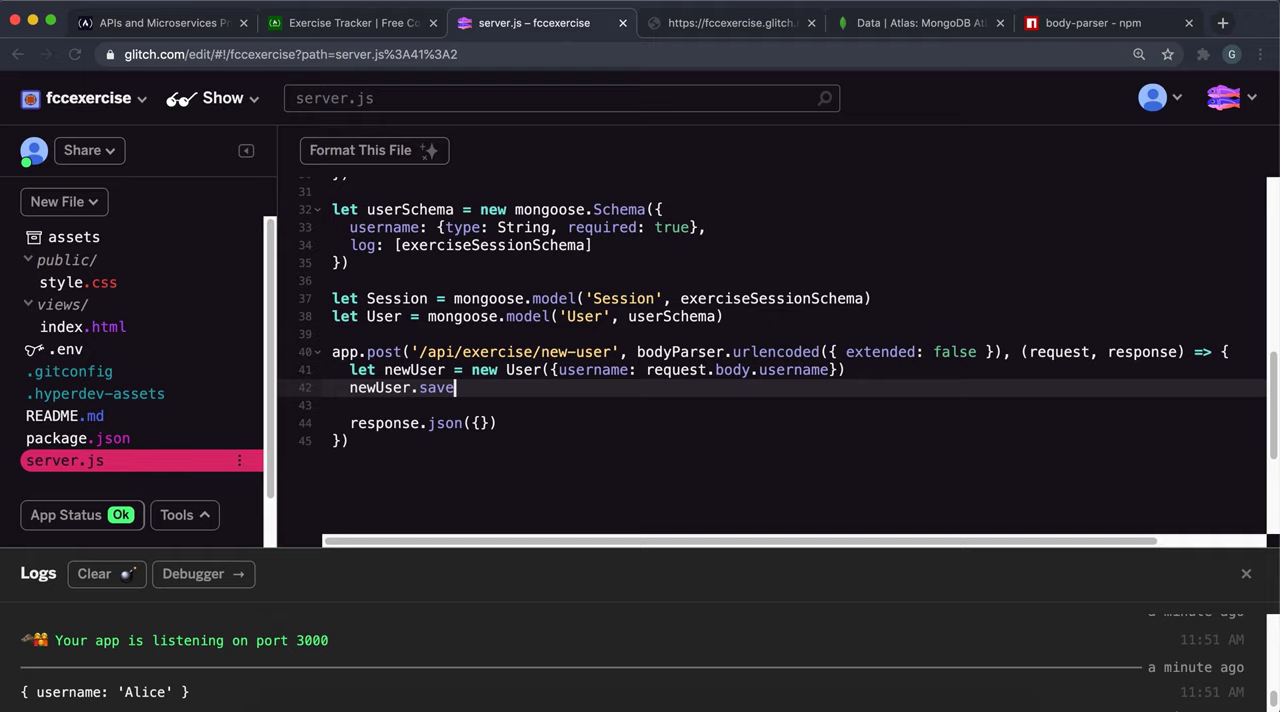 APIs and Microservices Pr
Exercise Tracker | Free Co
server.js – fccexercise
https://fccexercise.glitch.
Data | Atlas: MongoDB Atl
body-parser - npm
glitch.com/edit/#!/fccexercise?path=server.js%3A41%3A2
G
fccexercise
Show
server.js
Share
Format This File
New File
assets
public/
style.css
views/
index.html
.env
.gitconfig
.hyperdev-assets
README.md
package.json
server.js
App Status Ok
Tools
31
32 let userSchema = new mongoose.Schema({
33 username: {type: String, required: true},
34 log: [exerciseSessionSchema]
35 })
36
37 let Session = mongoose.model('Session', exerciseSessionSchema)
38 let User = mongoose.model('User', userSchema)
39
40 app.post('/api/exercise/new-user', bodyParser.urlencoded({ extended: false }), (request, response) => {
41 let newUser = new User({username: request.body.username})
42 newUser.save
43
44 response.json({})
45 })
Logs
Clear
Debugger →
a minute ago
Your app is listening on port 3000
11:51 AM
a minute ago
{ username: 'Alice' }
11:51 AM